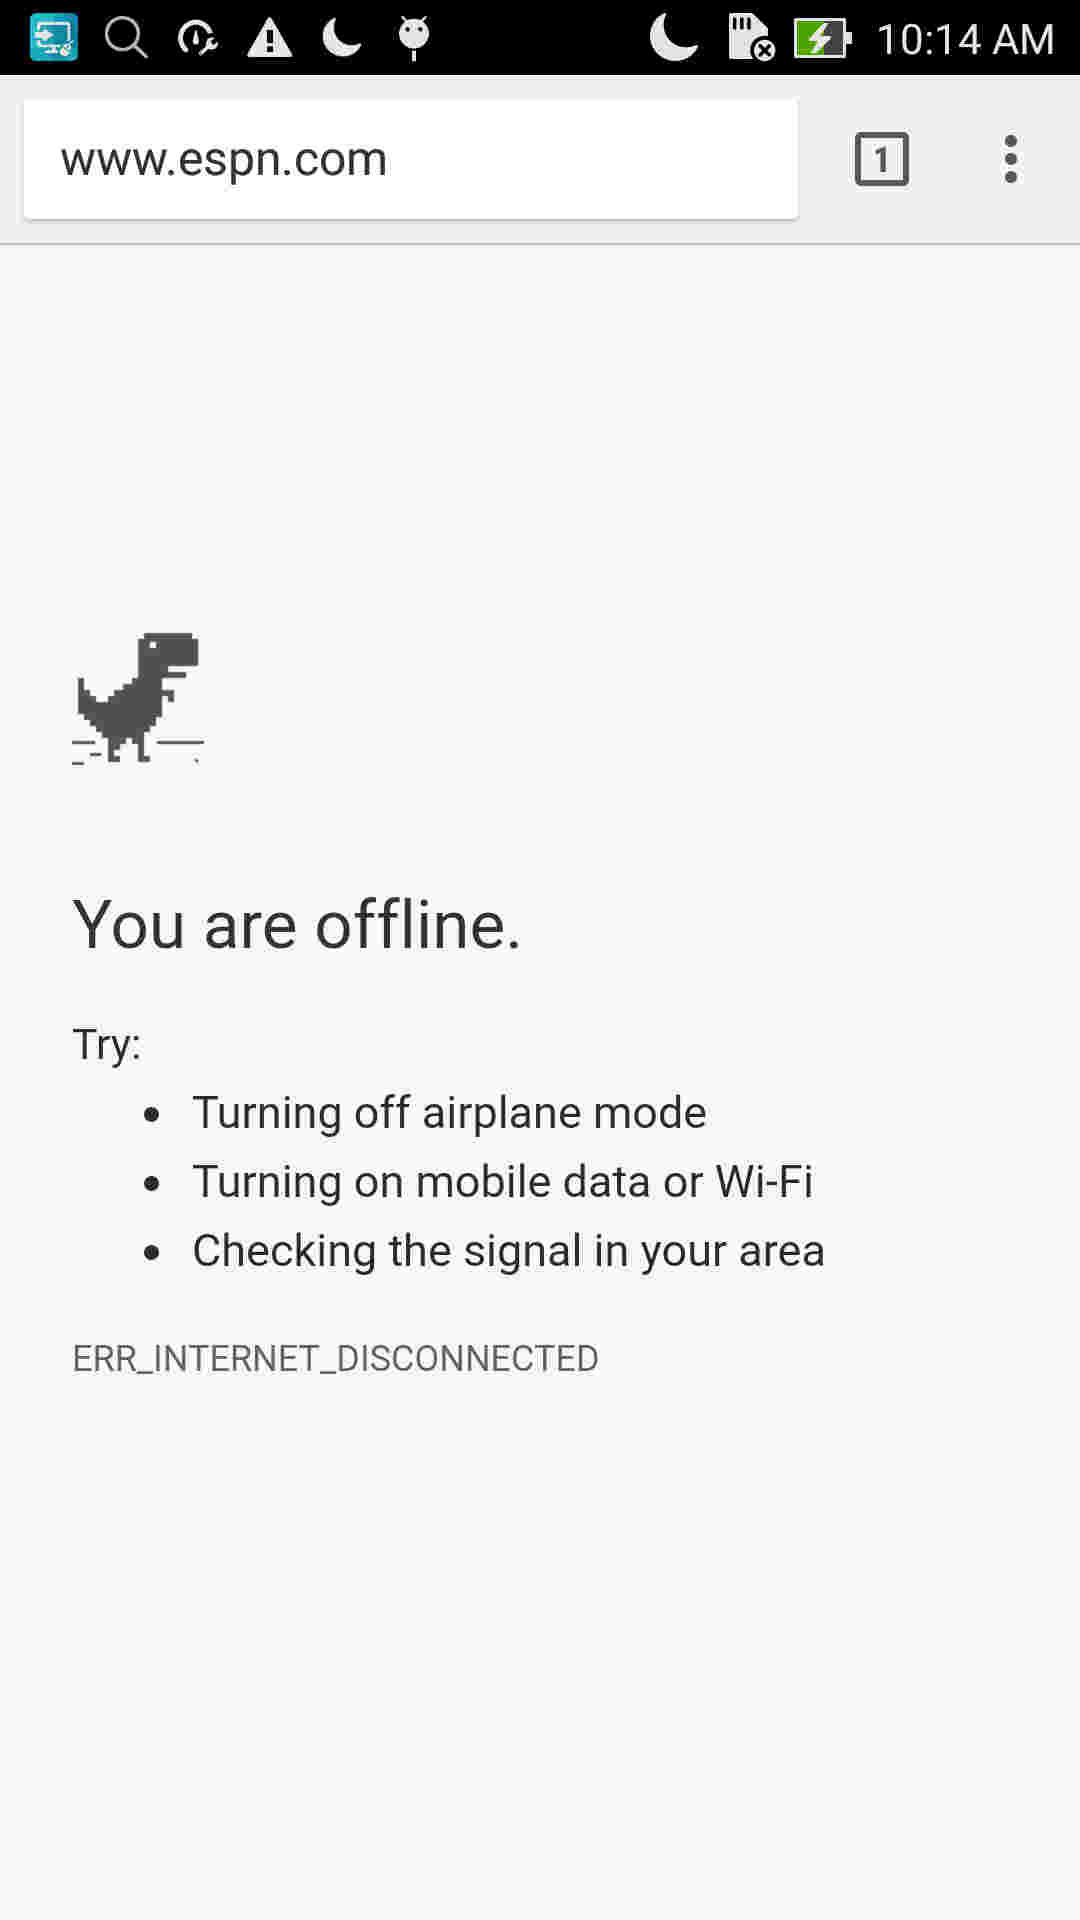 10:14 AM
www.espn.com
1
You are offline.
Try:
• Turning off airplane mode
• Turning on mobile data or Wi-Fi
• Checking the signal in your area
ERR_INTERNET_DISCONNECTED